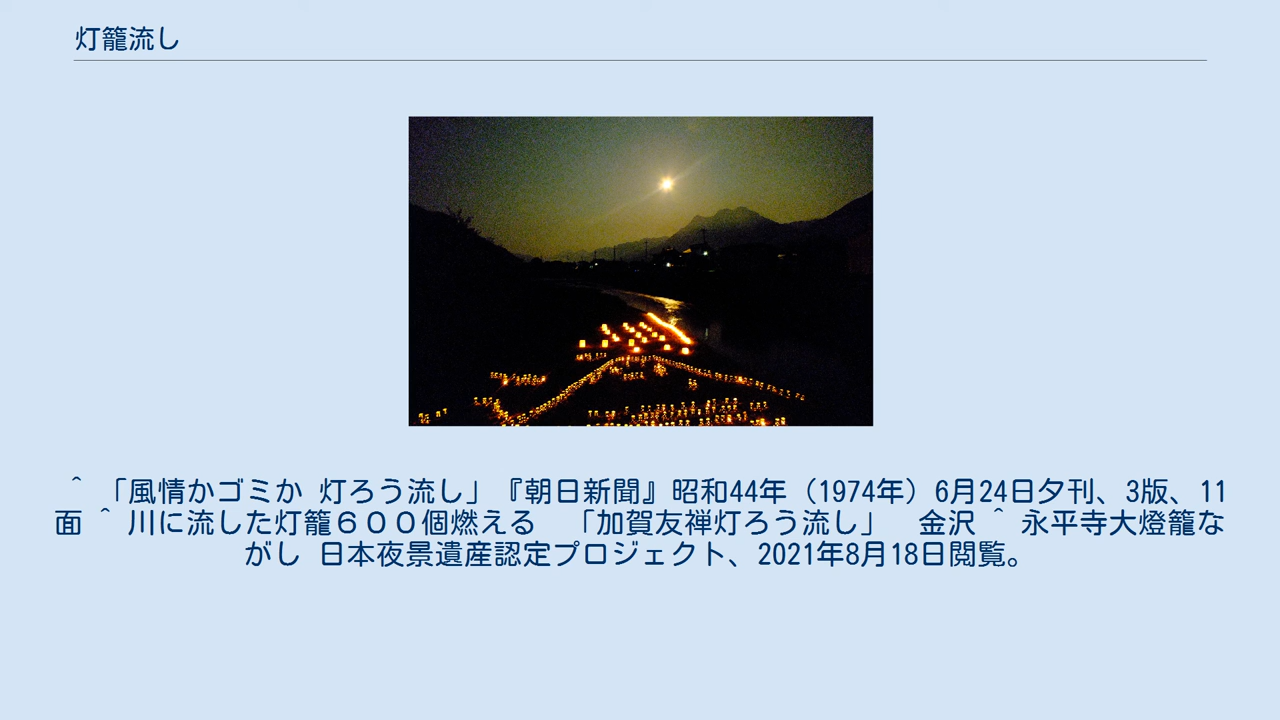 灯籠流し
^ 「風情かゴミか 灯ろう流し」『朝日新聞』昭和44年（1974年）6月24日夕刊、3版、11
面 ^ 川に流した灯籠６００個燃える　「加賀友禅灯ろう流し」　金沢 ^ 永平寺大燈籠な
がし 日本夜景遺産認定プロジェクト、2021年8月18日閲覧。